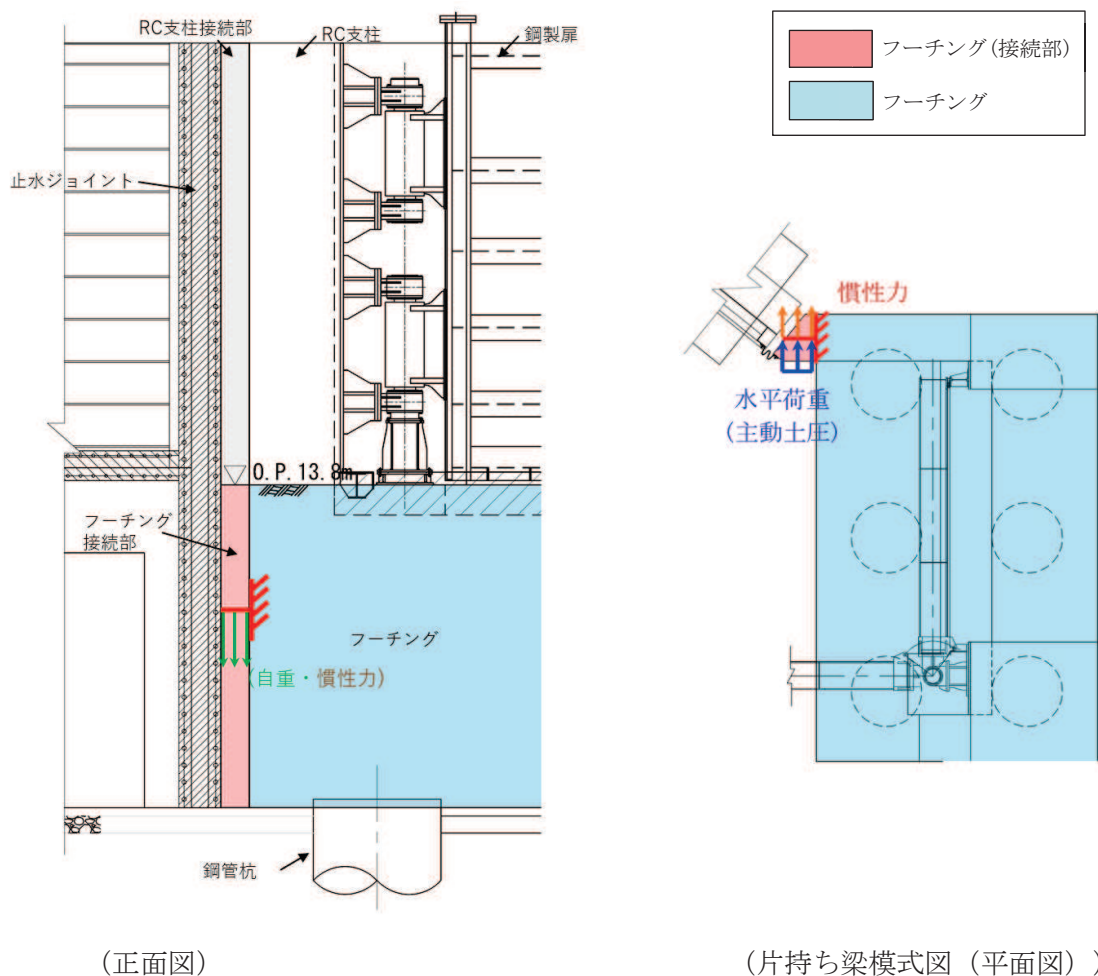 RC支柱接続部
RC支柱
鋼製扉
フーチング(接続部)
フーチング
止水ジョイント
慣性力
水平荷重
(主動土圧)
O.P.13.8m
フーチング
接続部
フーチング
(自重・慣性力)
鋼管杭
(正面図)
(片持ち梁模式図（平面図）)